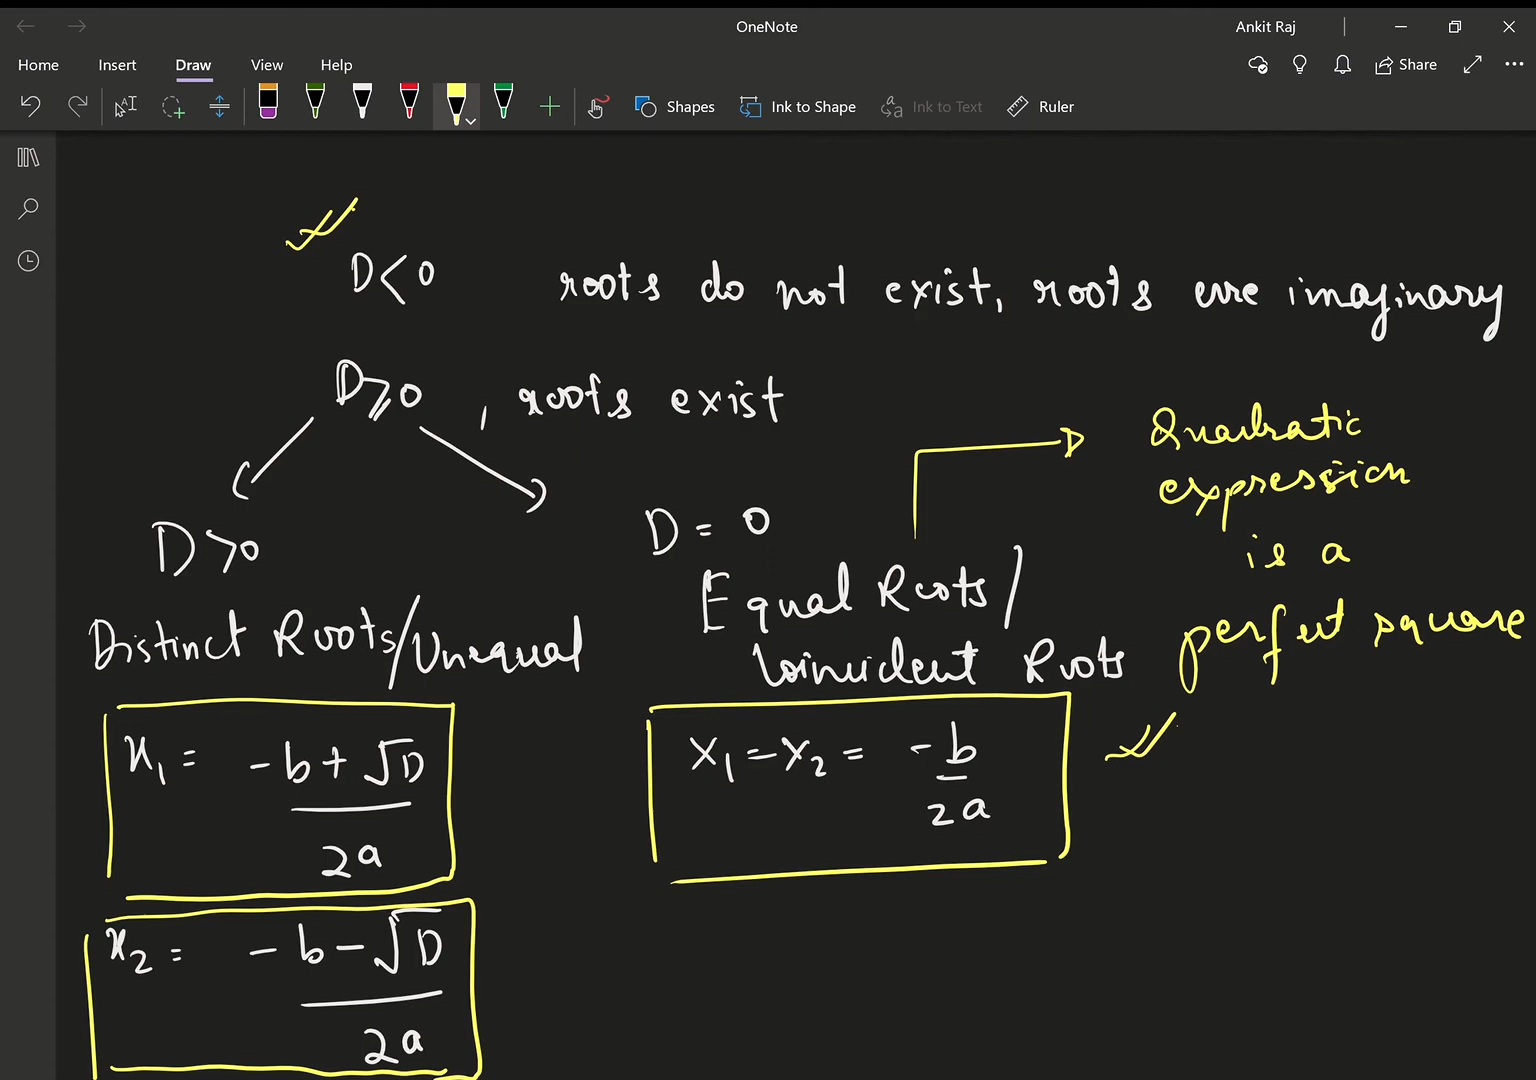 OneNote
Ankit Raj
Home Insert Draw View Help
Share
Shapes Ink to Shape Ink to Text Ruler
D<0 roots do not exist, roots are imaginary
D⩾0 , roots exist
Quadratic
expression
is a
perfect square
D>0
D = 0
Distinct Roots/Unequal
Equal Roots/
Coincident Roots
x₁ = -b+√D
2a
x₁=x₂ = -b
2a
x₂ = -b-√D
2a